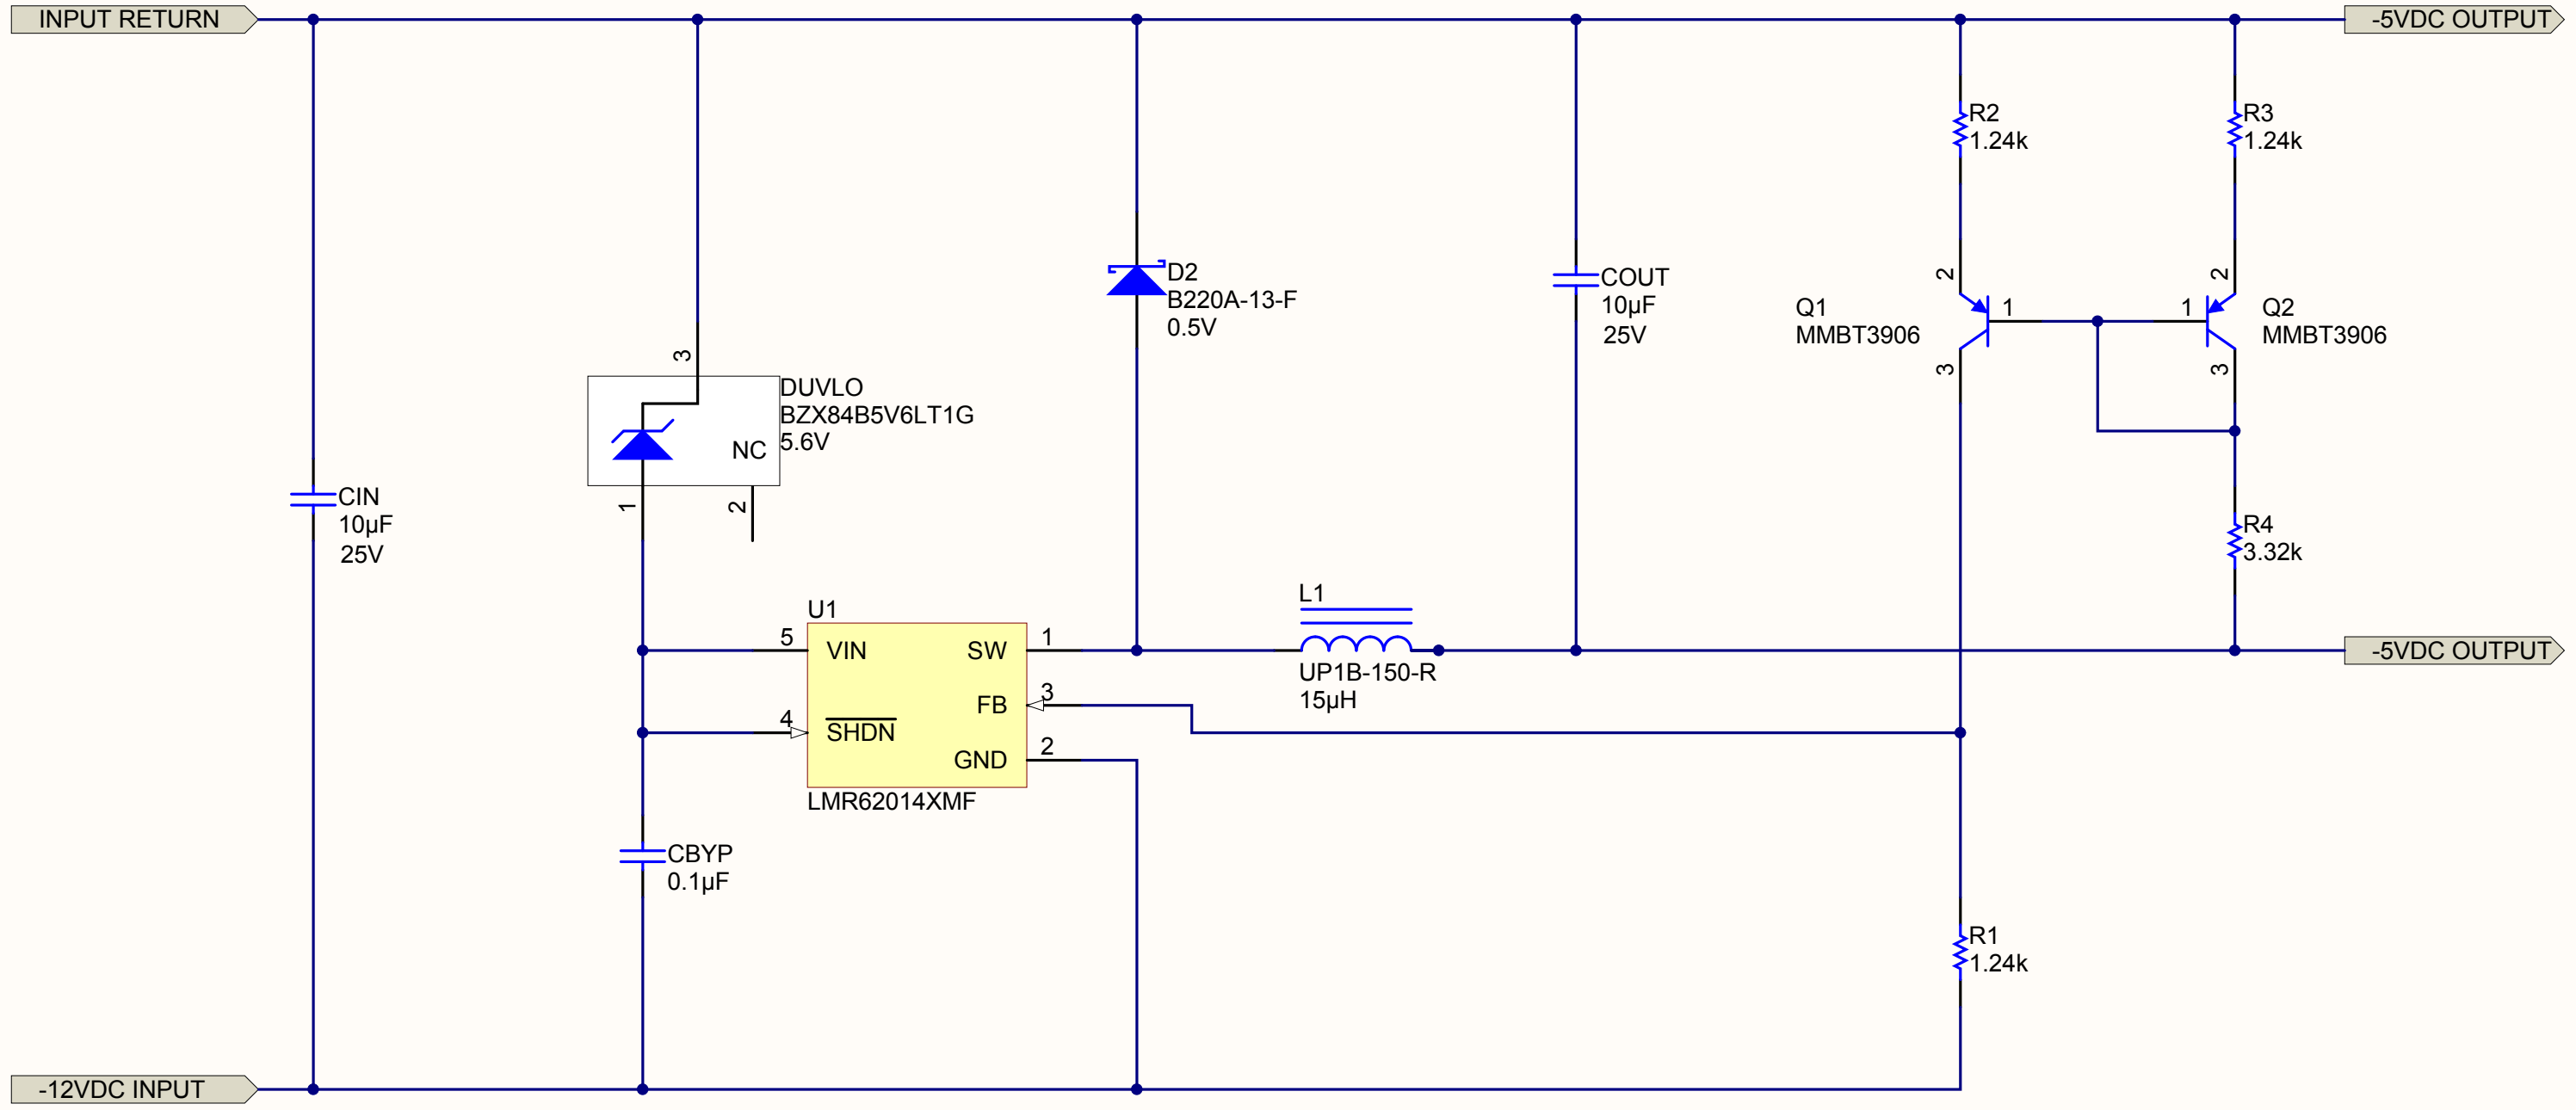 INPUT RETURN
-5VDC OUTPUT
R2
1.24k
R3
1.24k
2
2
D2
B220A-13-F
0.5V
COUT
10µF
25V
Q1
MMBT3906
1
1
Q2
MMBT3906
3
3
3
DUVLO
BZX84B5V6LT1G
5.6V
NC
1
2
CIN
10µF
25V
R4
3.32k
L1
UP1B-150-R
15µH
U1
5
VIN
SW
1
-5VDC OUTPUT
FB
3
4
SHDN
GND
2
LMR62014XMF
CBYP
0.1µF
R1
1.24k
-12VDC INPUT